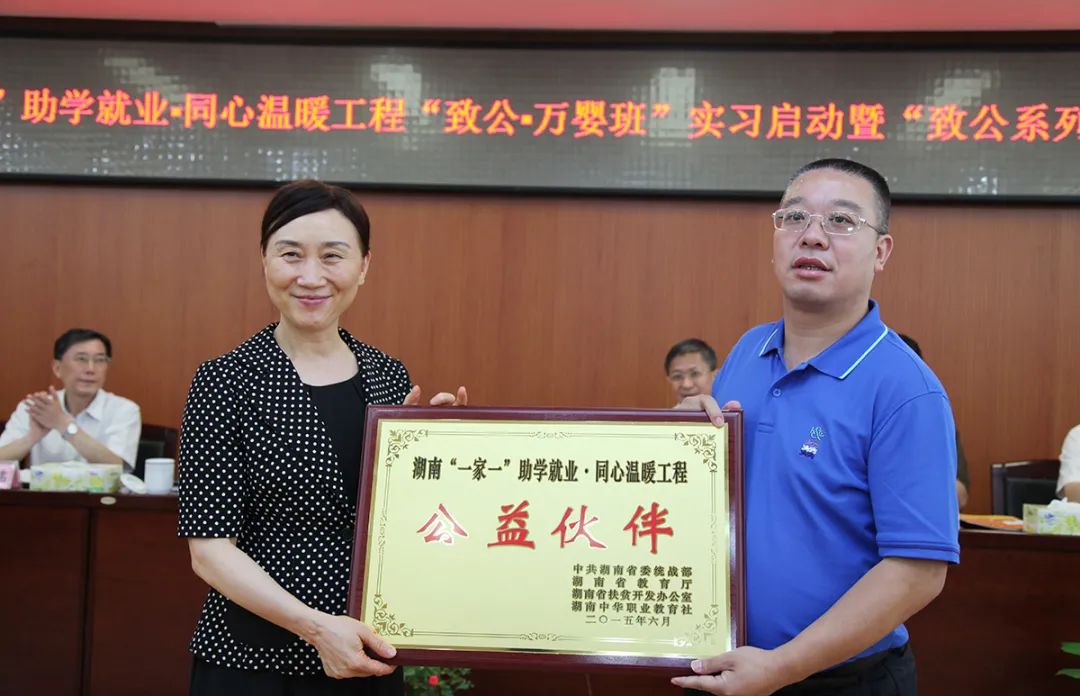 ”助学就业·同心温暖工程“致公·万婴班”实习启动暨“致公系列
湖南“一家一”助学就业·同心温暖工程
公益伙伴
中共湖南省委统战部
湖南省教育厅
湖南省扶贫开发办公室
湖南中华职业教育社
二〇一五年六月